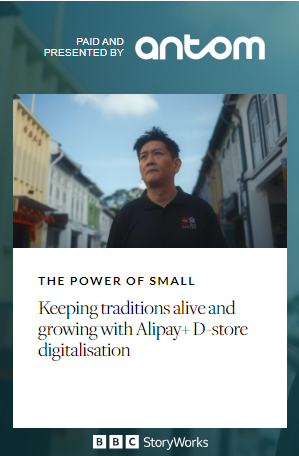 PAID AND
PRESENTED BY
antom
THE POWER OF SMALL
Keeping traditions alive and
growing with Alipay+ D-store
digitalisation
BBC StoryWorks